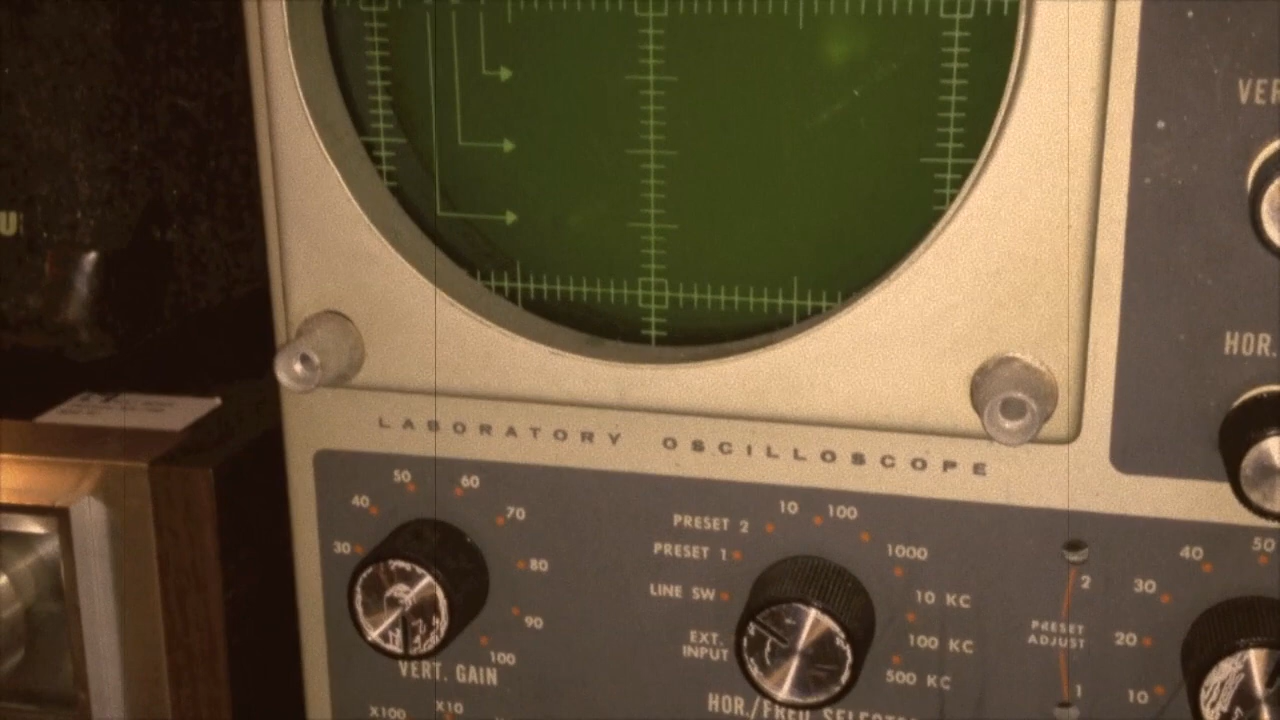 VER
U
HOR.
LABORATORY OSCILLOSCOPE
30 40 50 60 70 80 90 100
VERT. GAIN
X100 X10
PRESET 2
PRESET 1
LINE SW
EXT.
INPUT
10 100 1000
10 KC
100 KC
500 KC
HOR./FREQ. SELECTOR
2
PRESET
ADJUST
1
10 20 30 40 50